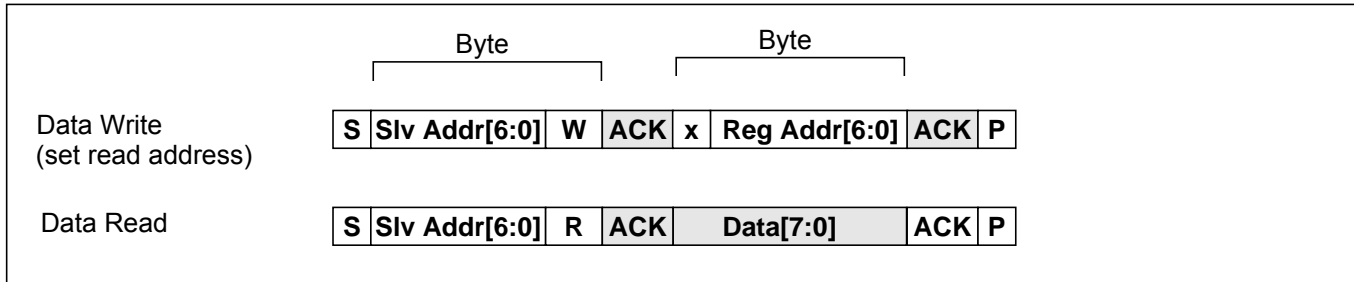 Byte Byte
Data Write S Slv Addr[6:0] W ACK x Reg Addr[6:0] ACK P
(set read address)
Data Read S Slv Addr[6:0] R ACK Data[7:0] ACK P